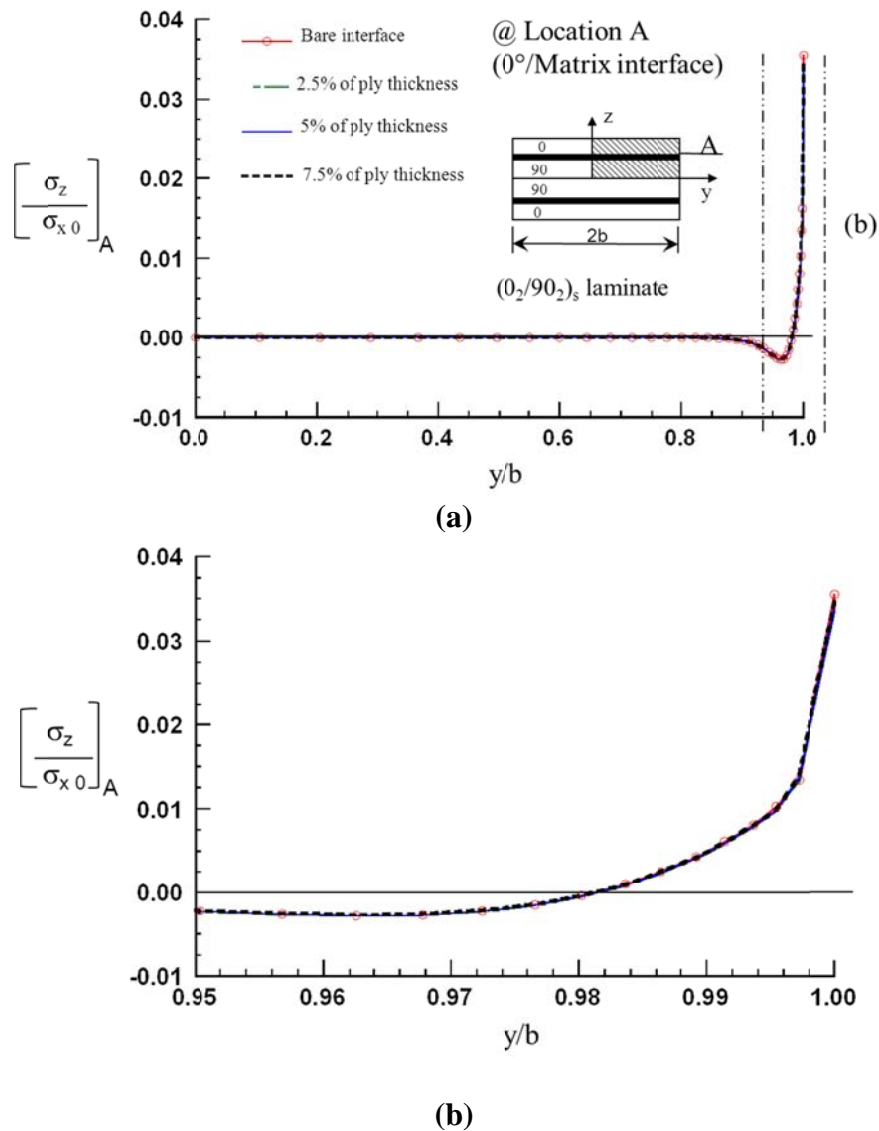 0.04
Bare interface
@ Location A
(0°/Matrix interface)
0.03
2.5% of ply thickness
5% of ply thickness
7.5% of ply thickness
z
0
A
90
y
90
0
2b
(0₂/90₂)ₛ laminate
[σz/σx 0]A
0.02
0.01
0.00
-0.01
(b)
0.0 0.2 0.4 0.6 0.8 1.0
y/b
(a)
0.04
0.03
[σz/σx 0]A
0.02
0.01
0.00
-0.01
0.95 0.96 0.97 0.98 0.99 1.00
y/b
(b)